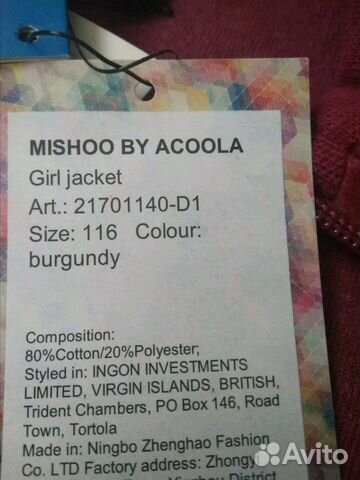 MISHOO BY ACOOLA
Girl jacket
Art.: 21701140-D1
Size: 116 Colour:
burgundy
Composition:
80%Cotton/20%Polyester;
Styled in: INGON INVESTMENTS
LIMITED, VIRGIN ISLANDS, BRITISH,
Trident Chambers, PO Box 146, Road
Town, Tortola
Made in: Ningbo Zhenghao Fashion
Co. LTD Factory address: Zhongyi
District
Avito